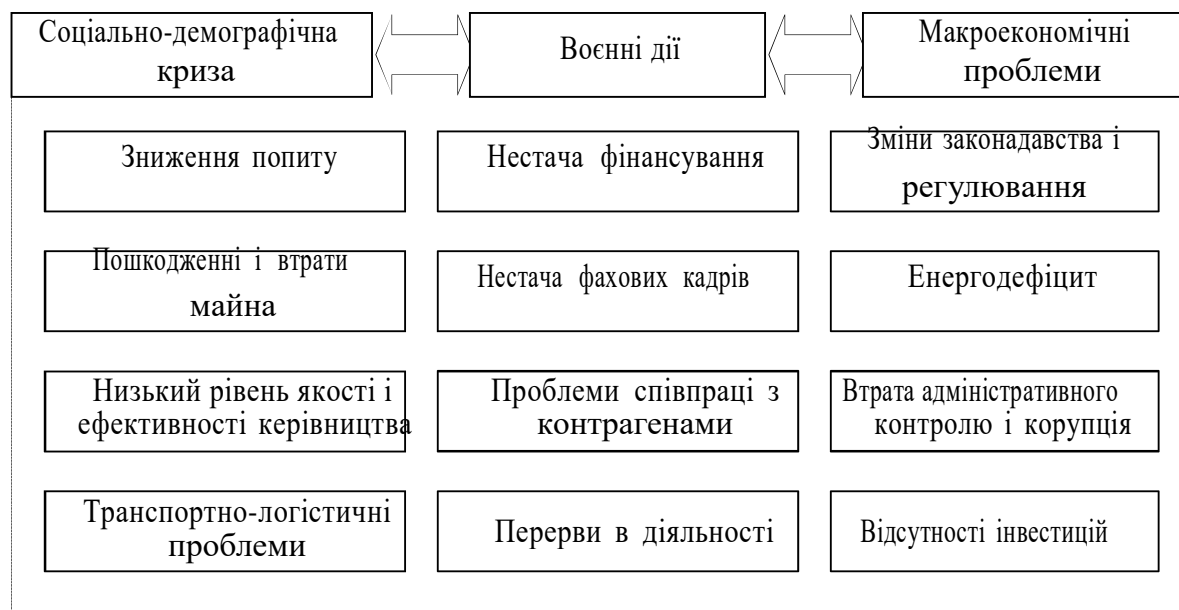 Соціально-демографічна
криза
Воєнні дії
Макроекономічні
проблеми
Зниження попиту
Нестача фінансування
Зміни законадавства і
регулювання
Пошкодженні і втрати
майна
Нестача фахових кадрів
Енергодефіцит
Низький рівень якості і
ефективності керівництва
Проблеми співпраці з
контрагенами
Втрата адміністративного
контролю і корупція
Транспортно-логістичні
проблеми
Перерви в діяльності
Відсутності інвестицій